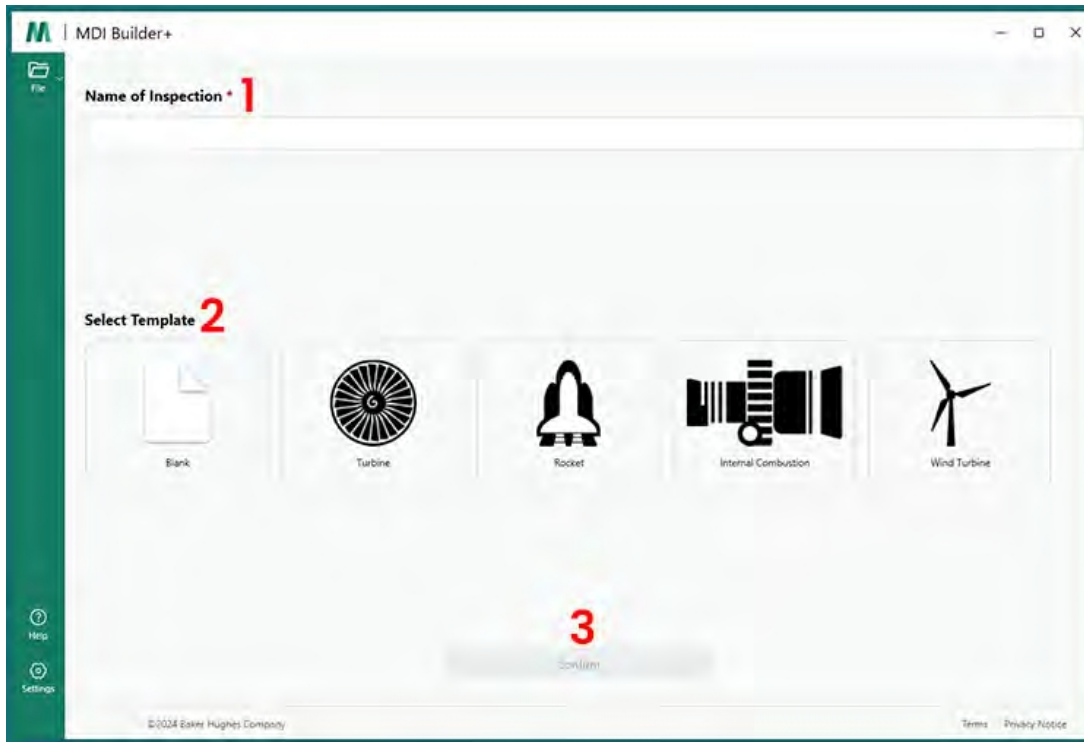 MDI Builder+
File
Name of Inspection * 1
Select Template 2
Blank Turbine Rocket Internal Combustion Wind Turbine
3
Confirm
Help
Settings
©2024 Baker Hughes Company Terms Privacy Notice